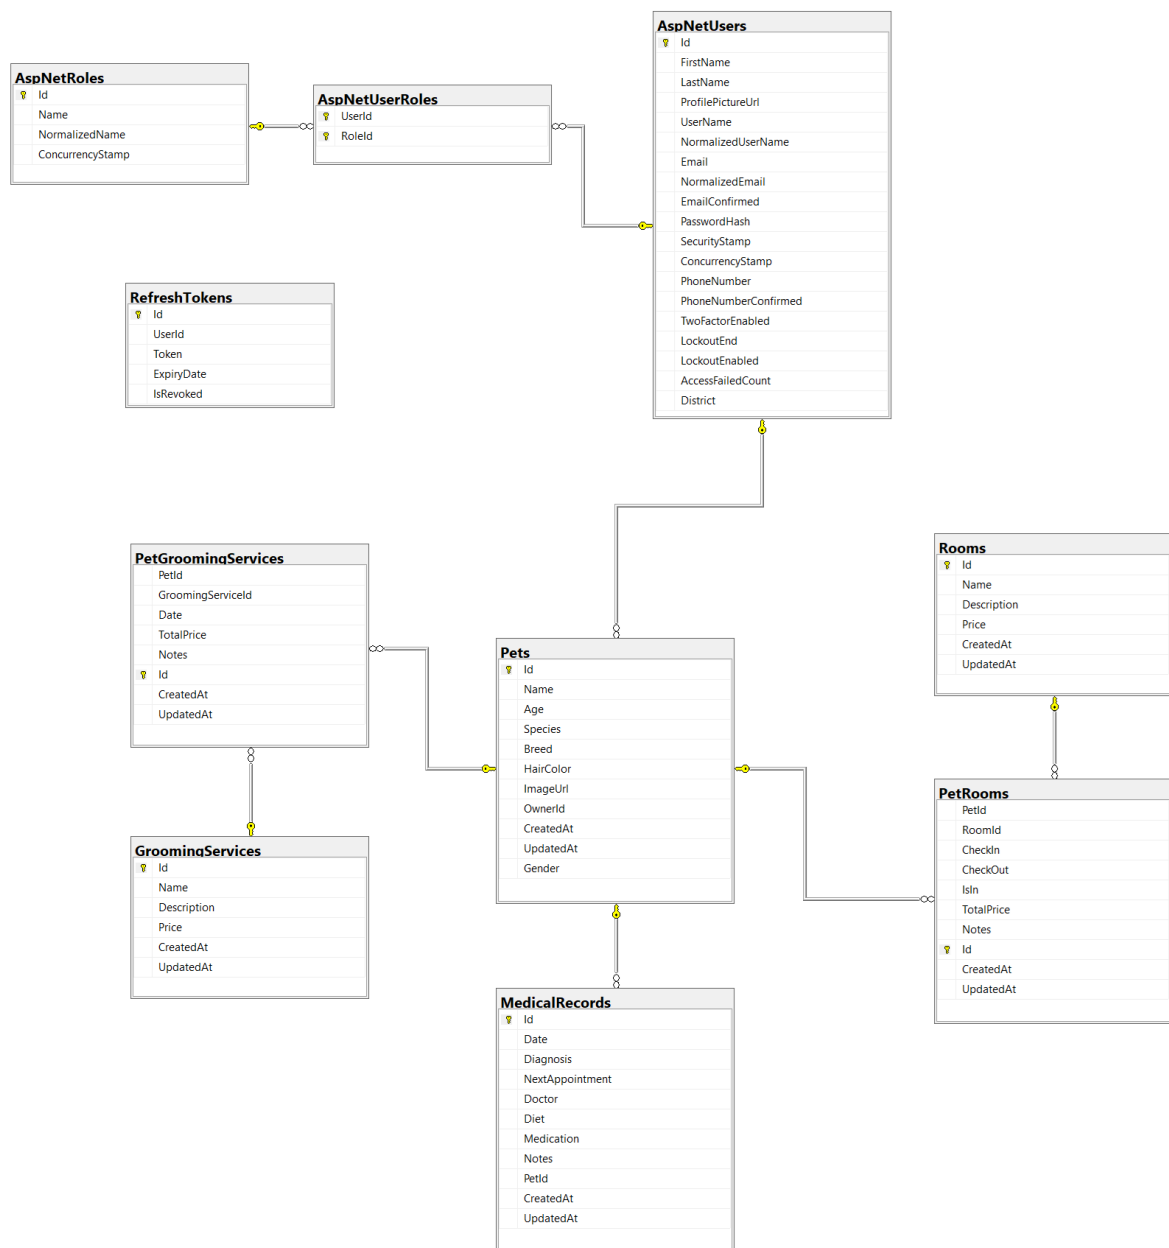 AspNetUsers
Id
FirstName
LastName
ProfilePictureUrl
UserName
NormalizedUserName
Email
NormalizedEmail
EmailConfirmed
PasswordHash
SecurityStamp
ConcurrencyStamp
PhoneNumber
PhoneNumberConfirmed
TwoFactorEnabled
LockoutEnd
LockoutEnabled
AccessFailedCount
District
AspNetRoles
Id
Name
NormalizedName
ConcurrencyStamp
AspNetUserRoles
UserId
RoleId
RefreshTokens
Id
UserId
Token
ExpiryDate
IsRevoked
PetGroomingServices
PetId
GroomingServiceId
Date
TotalPrice
Notes
Id
CreatedAt
UpdatedAt
Rooms
Id
Name
Description
Price
CreatedAt
UpdatedAt
Pets
Id
Name
Age
Species
Breed
HairColor
ImageUrl
OwnerId
CreatedAt
UpdatedAt
Gender
PetRooms
PetId
RoomId
CheckIn
CheckOut
IsIn
TotalPrice
Notes
Id
CreatedAt
UpdatedAt
GroomingServices
Id
Name
Description
Price
CreatedAt
UpdatedAt
MedicalRecords
Id
Date
Diagnosis
NextAppointment
Doctor
Diet
Medication
Notes
PetId
CreatedAt
UpdatedAt